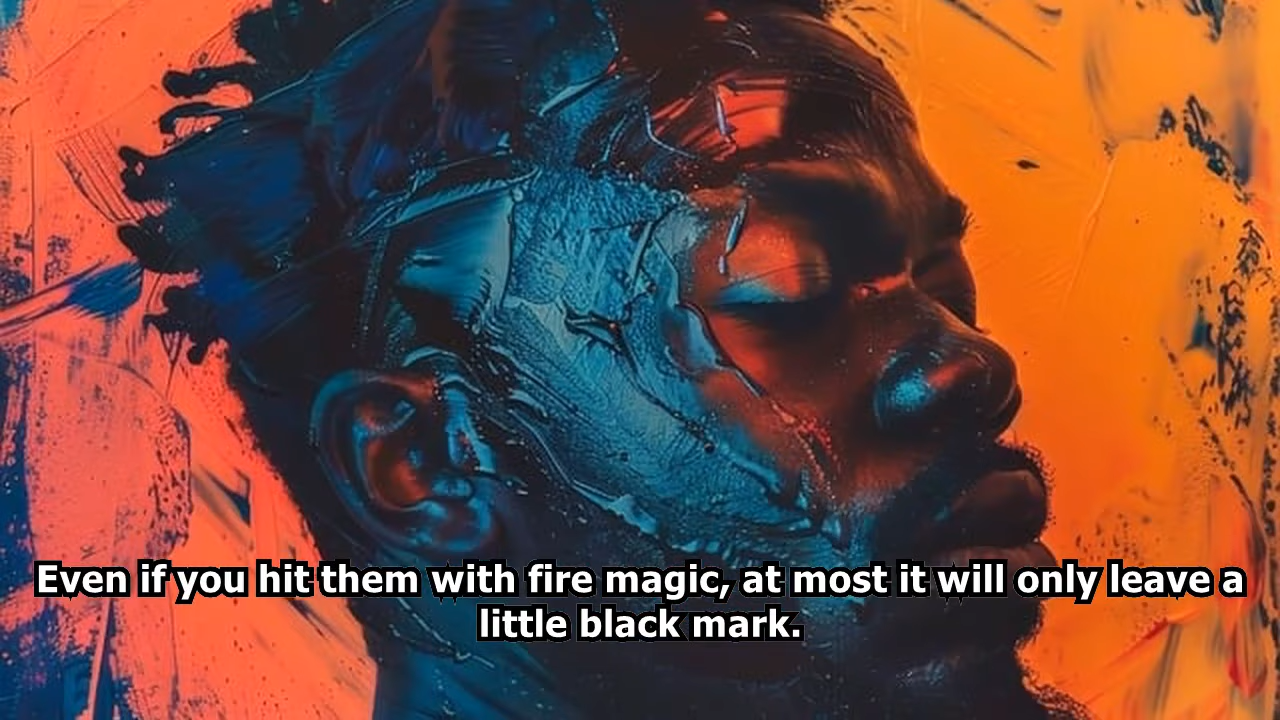 Even if you hit them with fire magic, at most it will only leave a
little black mark.